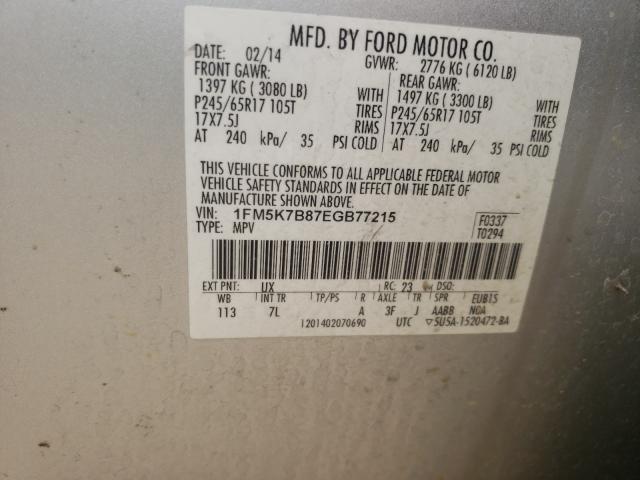 MFD. BY FORD MOTOR CO.
DATE: 02/14 GVWR: 2776 KG ( 6120 LB)
FRONT GAWR: REAR GAWR:
1397 KG ( 3080 LB) WITH 1497 KG ( 3300 LB) WITH
P245/65R17 105T TIRES P245/65R17 105T TIRES
17X7.5J RIMS 17X7.5J RIMS
AT 240 kPa/ 35 PSI COLD AT 240 kPa/ 35 PSI COLD
THIS VEHICLE CONFORMS TO ALL APPLICABLE FEDERAL MOTOR
VEHICLE SAFETY STANDARDS IN EFFECT ON THE DATE OF
MANUFACTURE SHOWN ABOVE.
VIN: 1FM5K7B87EGB77215 F0337
TYPE: MPV T0294
EXT PNT: UX RC: 23 DSO:
WB INT TR TP/PS R AXLE TR SPR EUB15
113 7L A 3F J AABB NOA
1201402070690 UTC ▽5U5A-1520472-BA